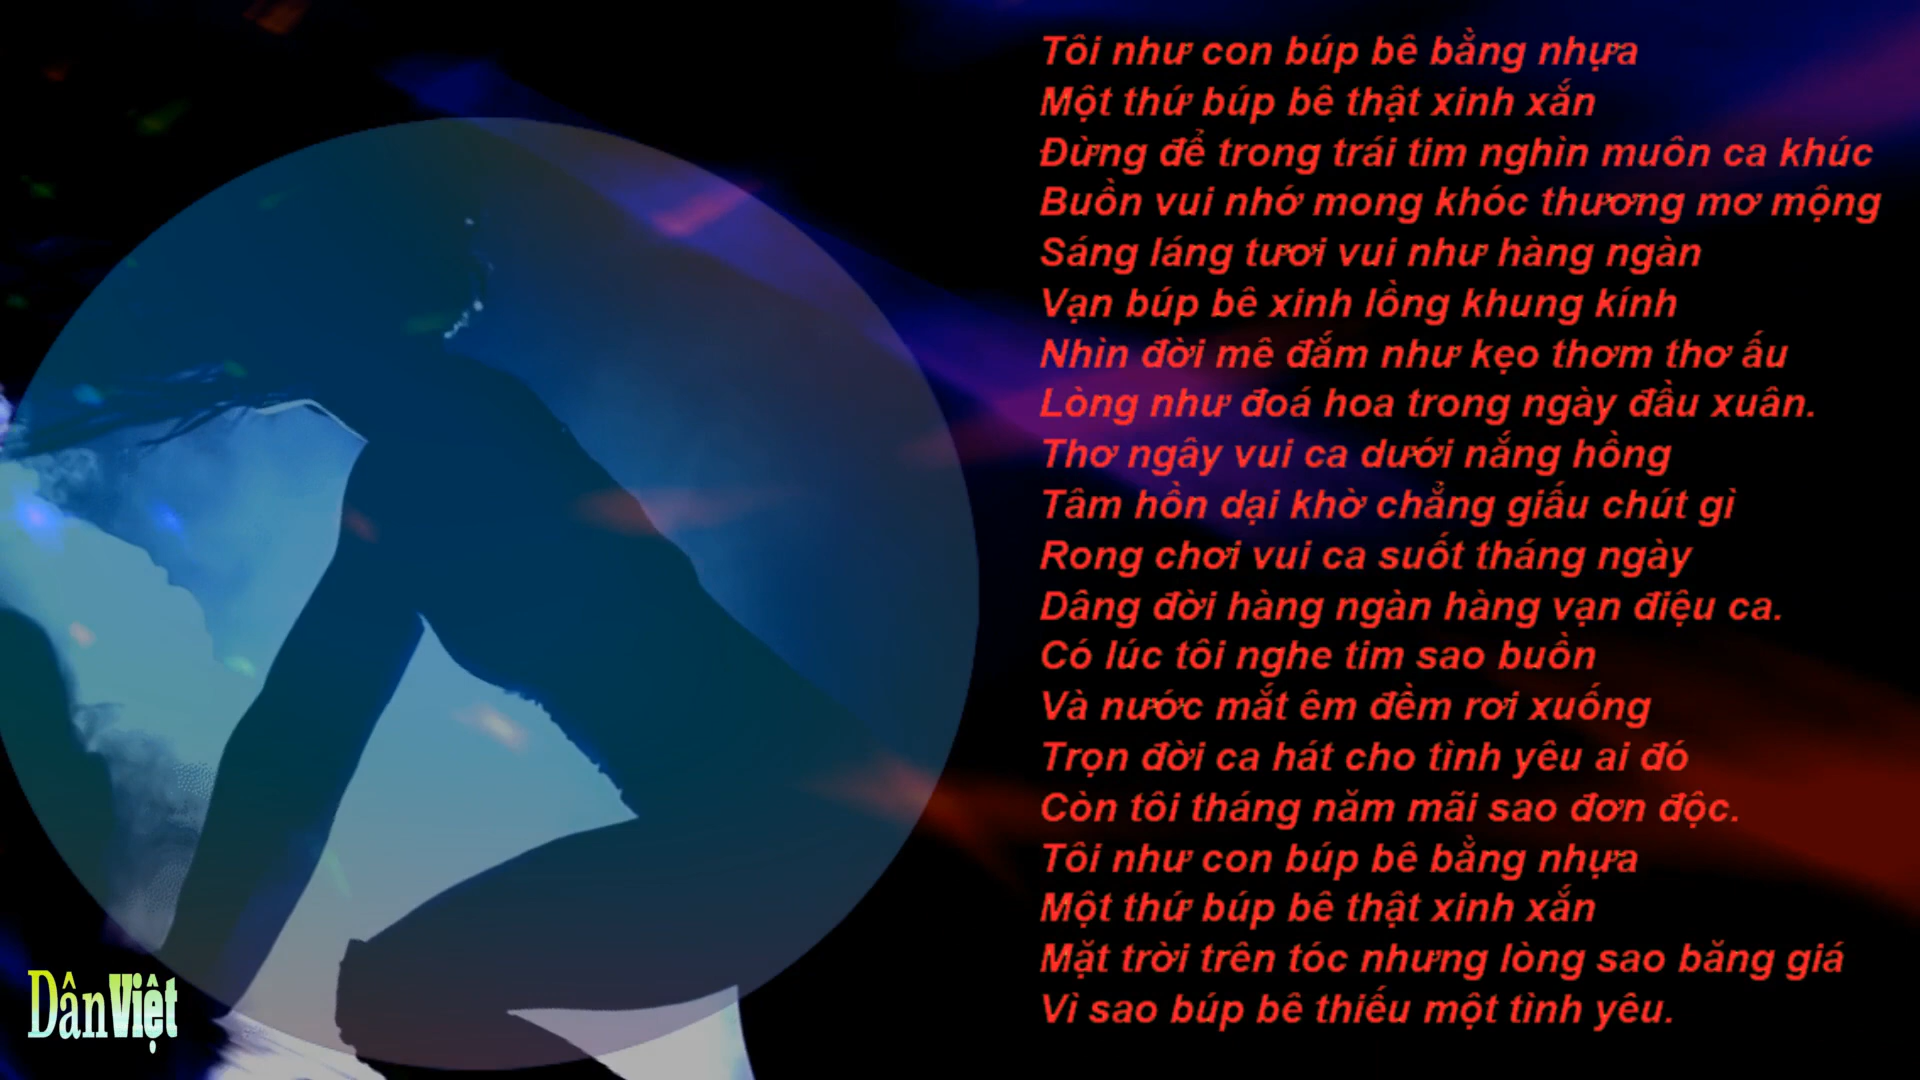 Tôi như con búp bê bằng nhựa
Một thứ búp bê thật xinh xắn
Đừng để trong trái tim nghìn muôn ca khúc
Buồn vui nhớ mong khóc thương mơ mộng
Sáng láng tươi vui như hàng ngàn
Vạn búp bê xinh lồng khung kính
Nhìn đời mê đắm như kẹo thơm thơ ấu
Lòng như đoá hoa trong ngày đầu xuân.
Thơ ngây vui ca dưới nắng hồng
Tâm hồn dại khờ chẳng giấu chút gì
Rong chơi vui ca suốt tháng ngày
Dâng đời hàng ngàn hàng vạn điệu ca.
Có lúc tôi nghe tim sao buồn
Và nước mắt êm đềm rơi xuống
Trọn đời ca hát cho tình yêu ai đó
Còn tôi tháng năm mãi sao đơn độc.
Tôi như con búp bê bằng nhựa
Một thứ búp bê thật xinh xắn
Mặt trời trên tóc nhưng lòng sao băng giá
Vì sao búp bê thiếu một tình yêu.
DânViệt